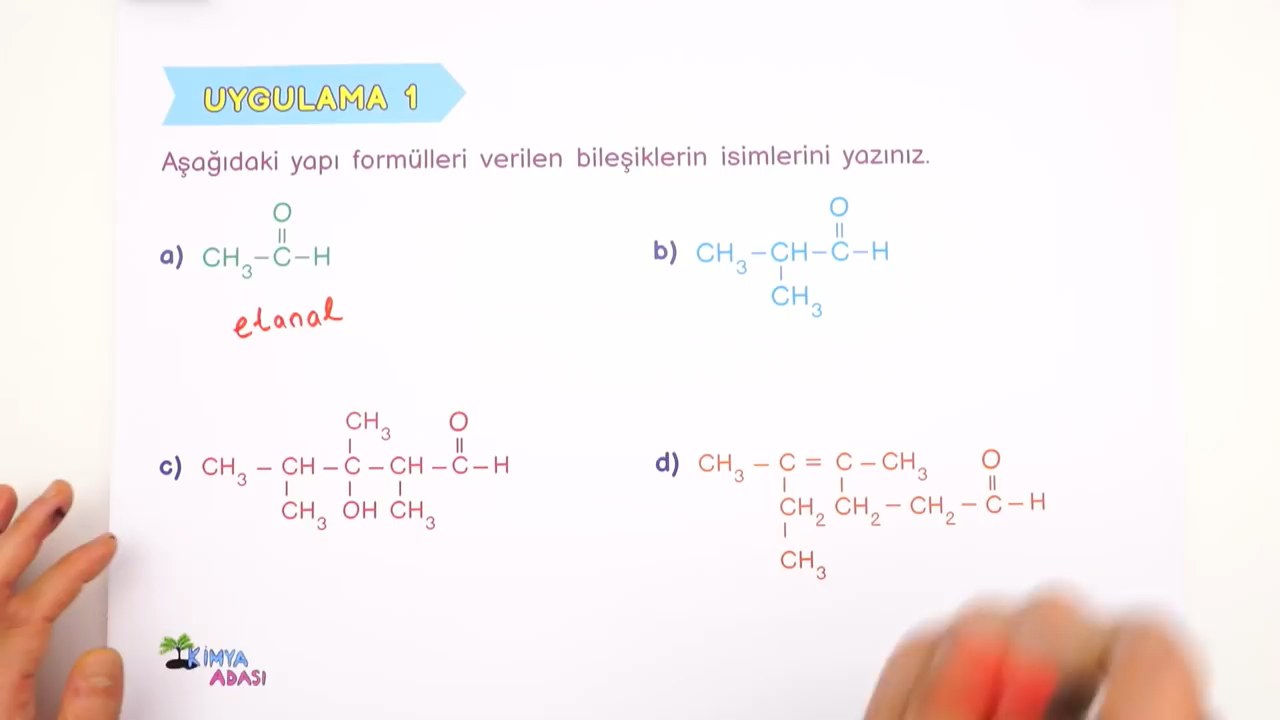 UYGULAMA 1
Aşağıdaki yapı formülleri verilen bileşiklerin isimlerini yazınız.
O
||
a) CH₃–C–H
etanal
O
||
b) CH₃–CH–C–H
|
CH₃
CH₃ O
| ||
c) CH₃ – CH – C – CH – C – H
| | |
CH₃ OH CH₃
d) CH₃ – C = C – CH₃ O
| | ||
CH₂ CH₂ – CH₂ – C – H
|
CH₃
KİMYA
ADASI